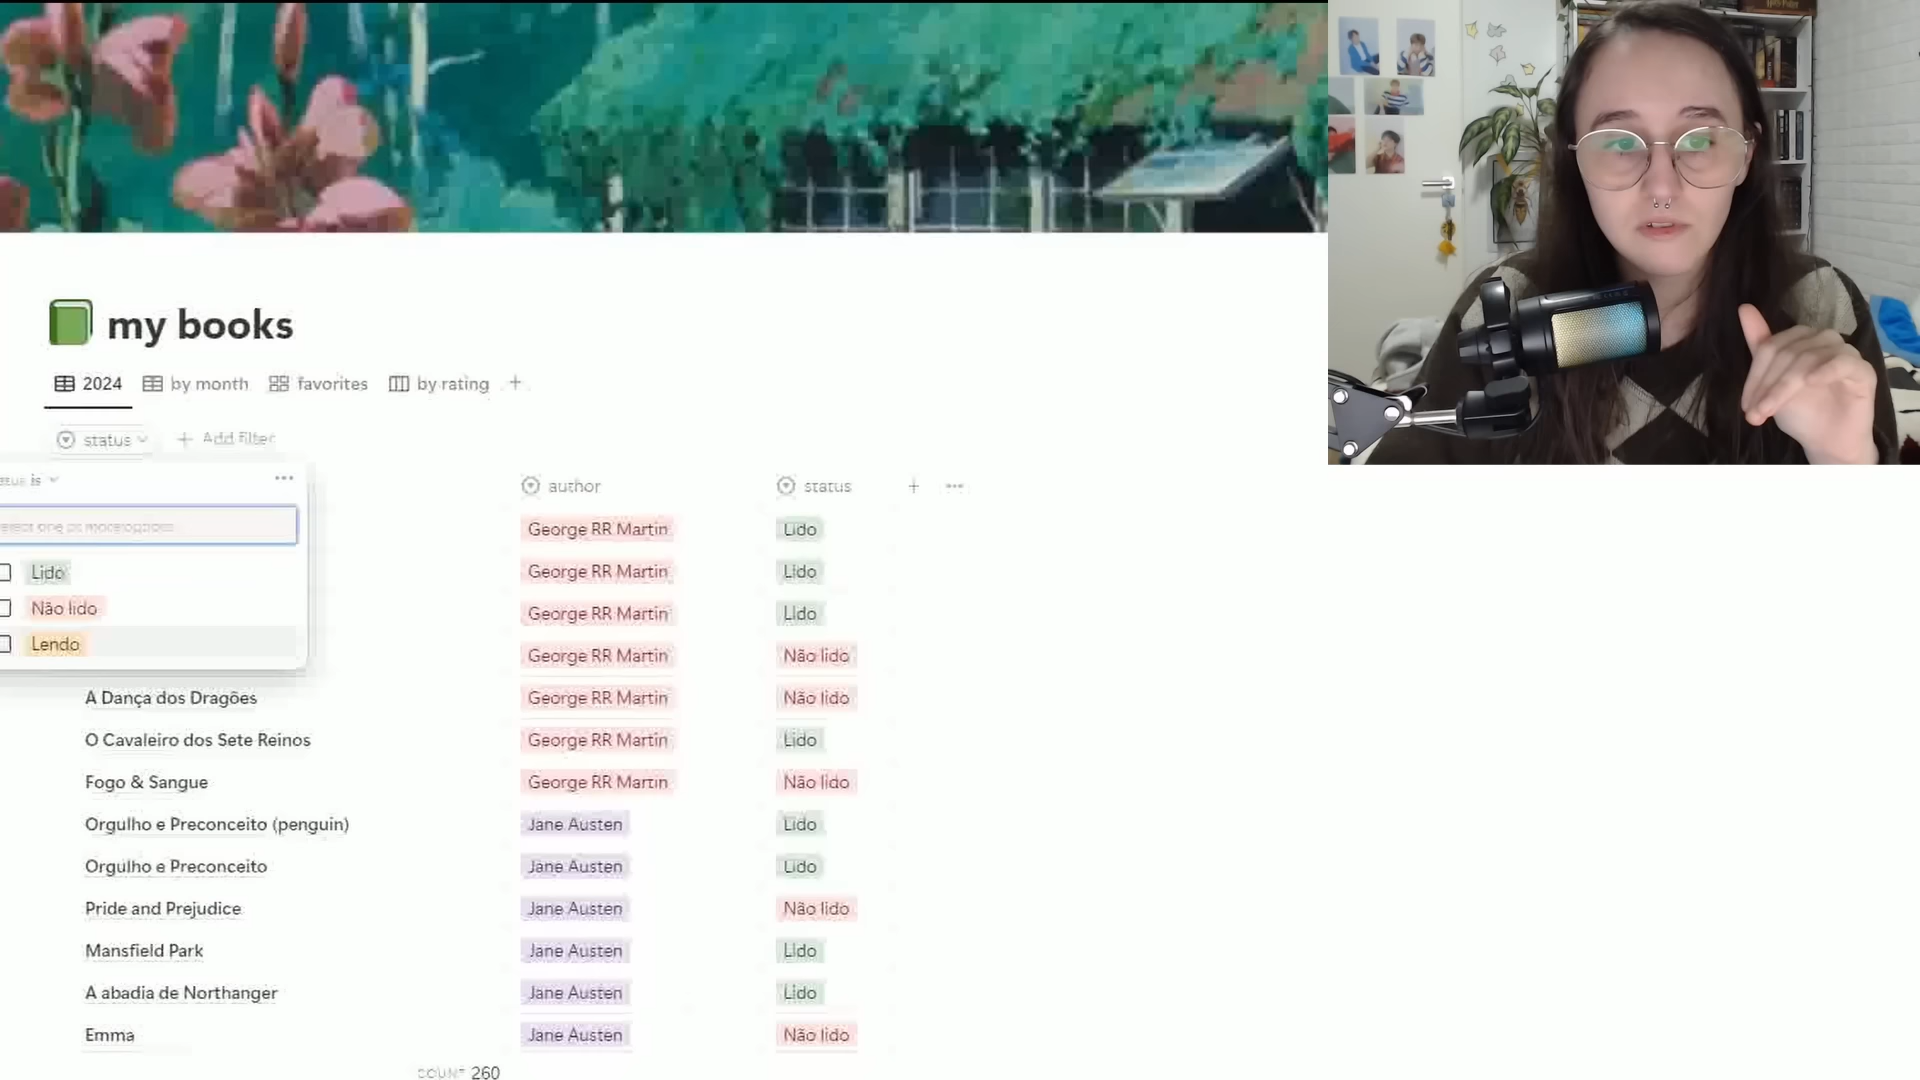 my books
2024 by month favorites by rating +
status + Add filter
is
Lido
Não lido
Lendo
author status + •••
George RR Martin Lido
George RR Martin Lido
George RR Martin Lido
George RR Martin Não lido
A Dança dos Dragões George RR Martin Não lido
O Cavaleiro dos Sete Reinos George RR Martin Lido
Fogo & Sangue George RR Martin Não lido
Orgulho e Preconceito (penguin) Jane Austen Lido
Orgulho e Preconceito Jane Austen Lido
Pride and Prejudice Jane Austen Não lido
Mansfield Park Jane Austen Lido
A abadia de Northanger Jane Austen Lido
Emma Jane Austen Não lido
COUNT 260